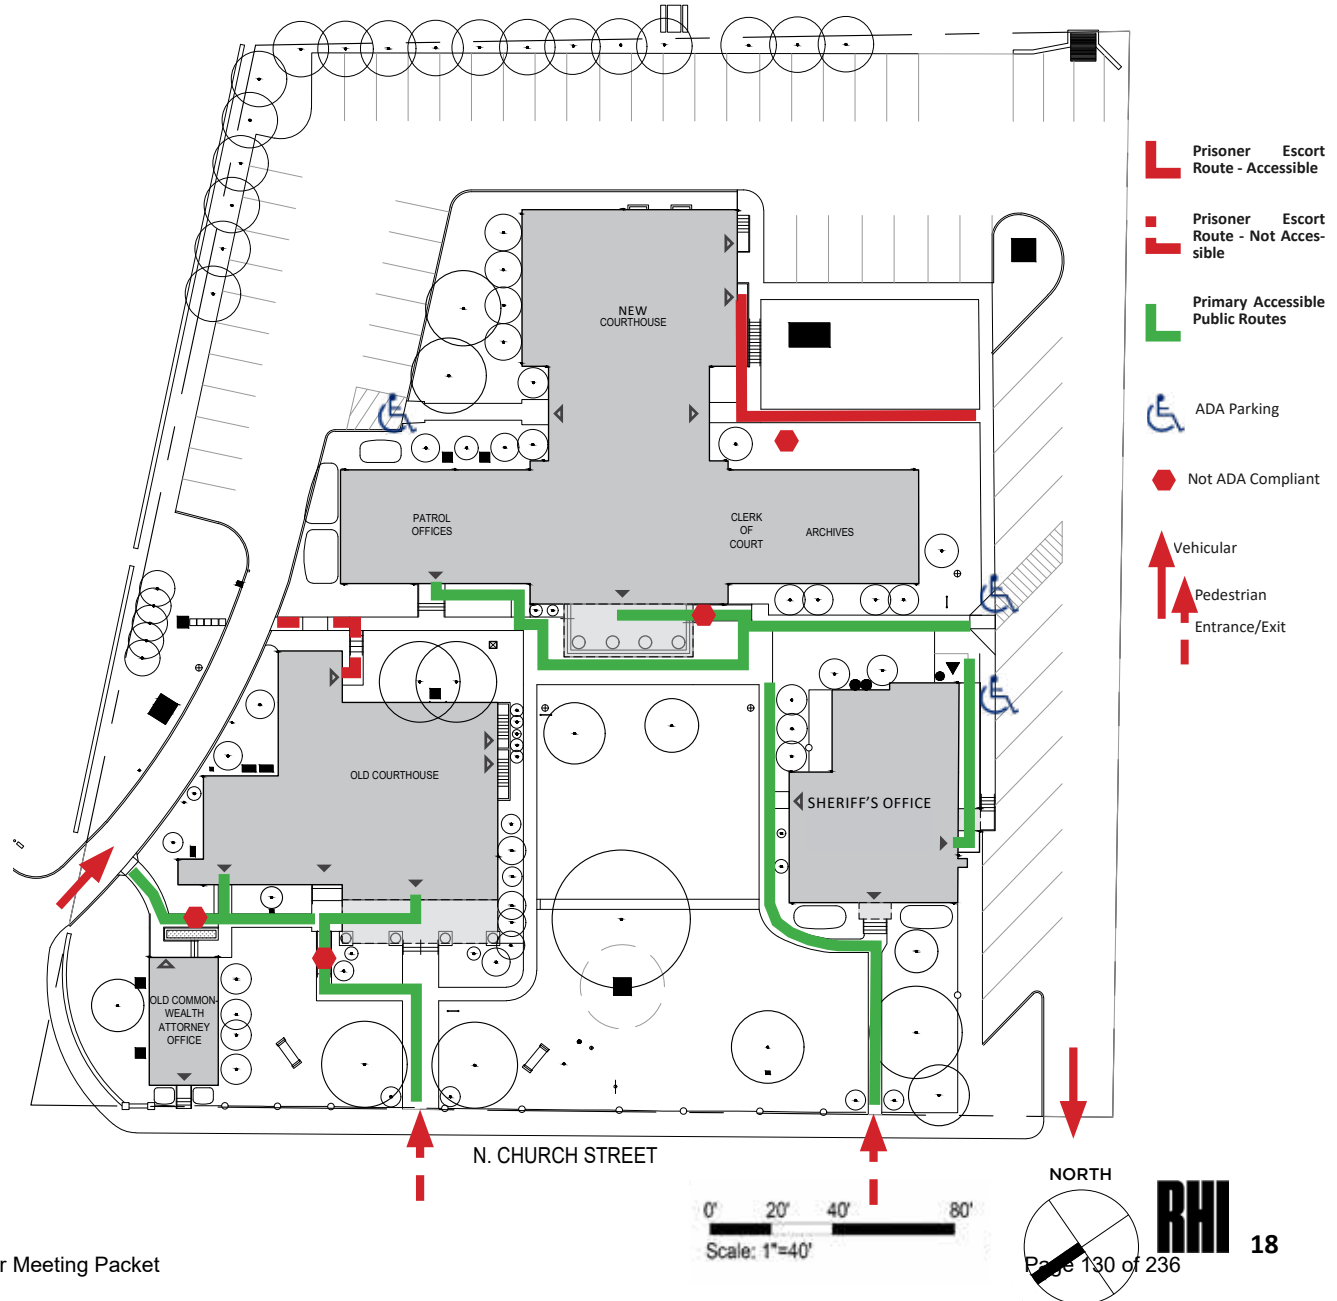 Prisoner Escort
Route - Accessible
Prisoner Escort
Route - Not Acces-
sible
Primary Accessible
Public Routes
ADA Parking
Not ADA Compliant
Vehicular
Pedestrian
Entrance/Exit
NEW
COURTHOUSE
PATROL
OFFICES
CLERK
OF
COURT
ARCHIVES
OLD COURTHOUSE
SHERIFF'S OFFICE
OLD COMMON-
WEALTH
ATTORNEY
OFFICE
N. CHURCH STREET
NORTH
0' 20' 40' 80'
Scale: 1"=40'
RHI
18
r Meeting Packet
Page 130 of 236